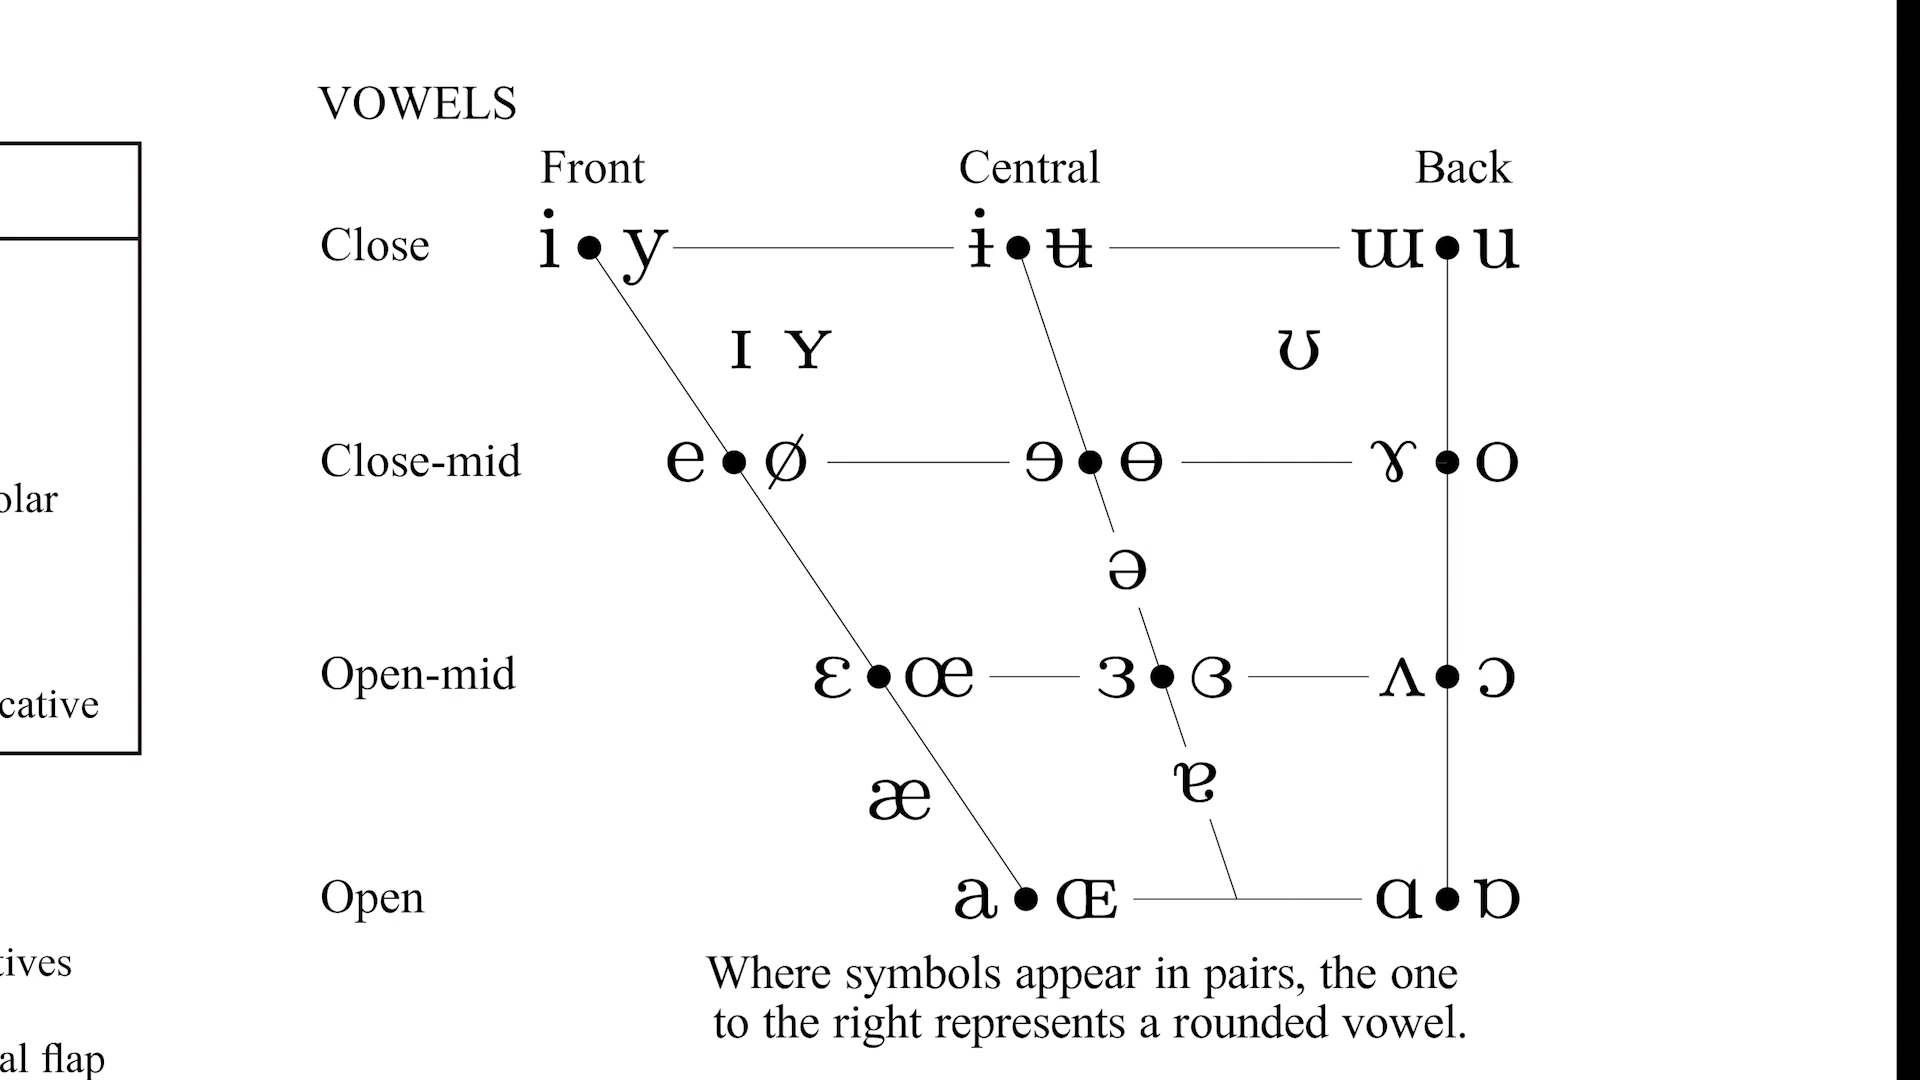 VOWELS
Front Central Back
Close i y ɨ ʉ ɯ u
ɪ ʏ ʊ
Close-mid e ø ɘ ɵ ɤ o
olar
ə
Open-mid ɛ œ ɜ ɞ ʌ ɔ
cative
æ ɐ
Open a ɶ ɑ ɒ
tives
Where symbols appear in pairs, the one
to the right represents a rounded vowel.
al flap